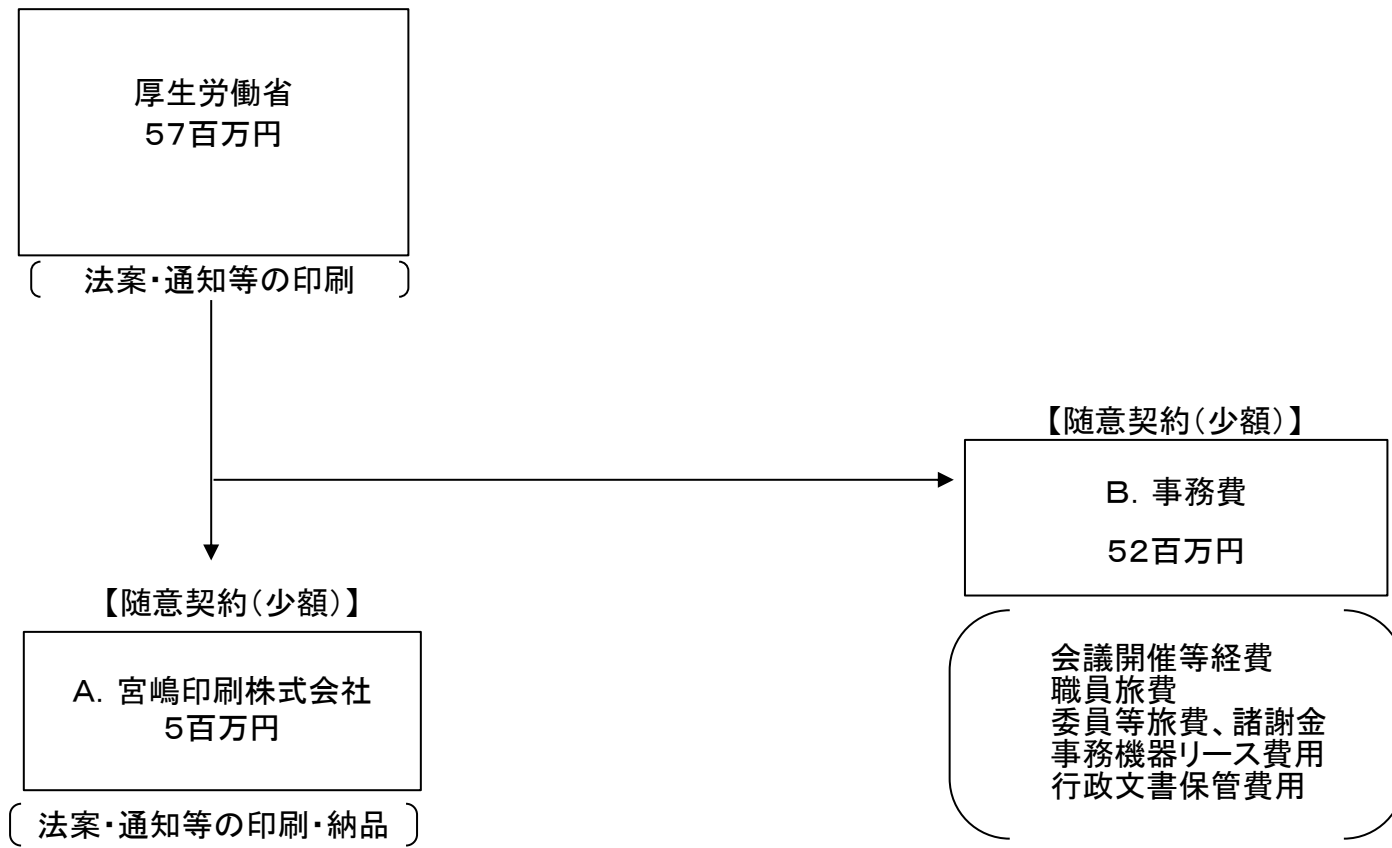 厚生労働省
57百万円
〔 法案・通知等の印刷 〕
【随意契約(少額)】
B. 事務費
52百万円
会議開催等経費
職員旅費
委員等旅費、諸謝金
事務機器リース費用
行政文書保管費用
【随意契約(少額)】
A. 宮嶋印刷株式会社
5百万円
〔 法案・通知等の印刷・納品 〕